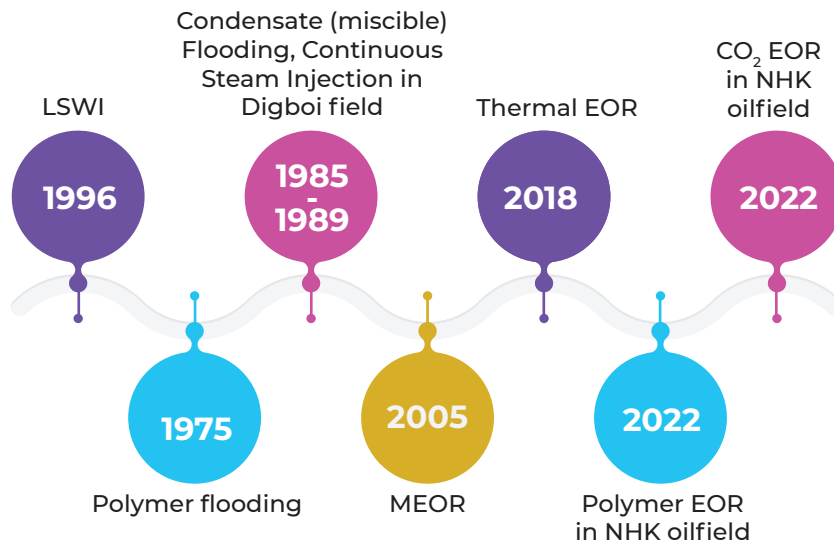 LSWI
1996
1975
Polymer flooding
Condensate (miscible)
Flooding, Continuous
Steam Injection in
Digboi field
1985
-
1989
2005
MEOR
Thermal EOR
2018
2022
Polymer EOR
in NHK oilfield
CO₂ EOR
in NHK
oilfield
2022